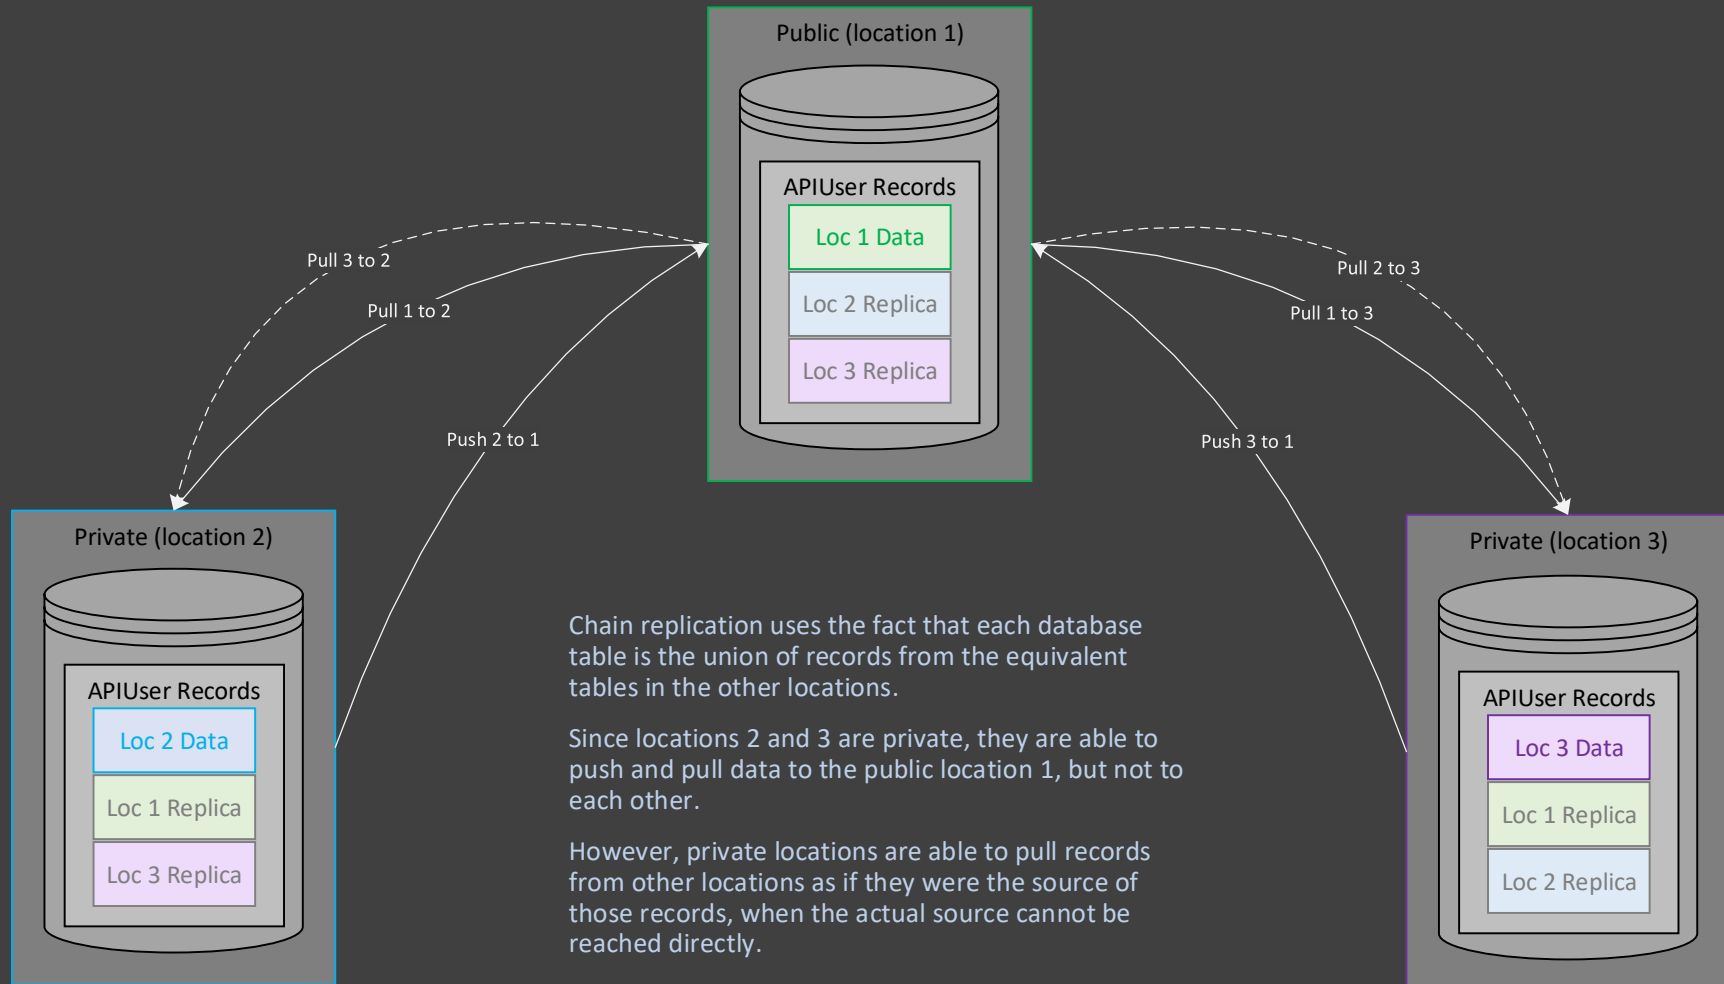 Public (location 1)
APIUser Records
Loc 1 Data
Loc 2 Replica
Loc 3 Replica
Pull 3 to 2
Pull 1 to 2
Push 2 to 1
Pull 2 to 3
Pull 1 to 3
Push 3 to 1
Private (location 2)
APIUser Records
Loc 2 Data
Loc 1 Replica
Loc 3 Replica
Chain replication uses the fact that each database
table is the union of records from the equivalent
tables in the other locations.
Since locations 2 and 3 are private, they are able to
push and pull data to the public location 1, but not to
each other.
However, private locations are able to pull records
from other locations as if they were the source of
those records, when the actual source cannot be
reached directly.
Private (location 3)
APIUser Records
Loc 3 Data
Loc 1 Replica
Loc 2 Replica